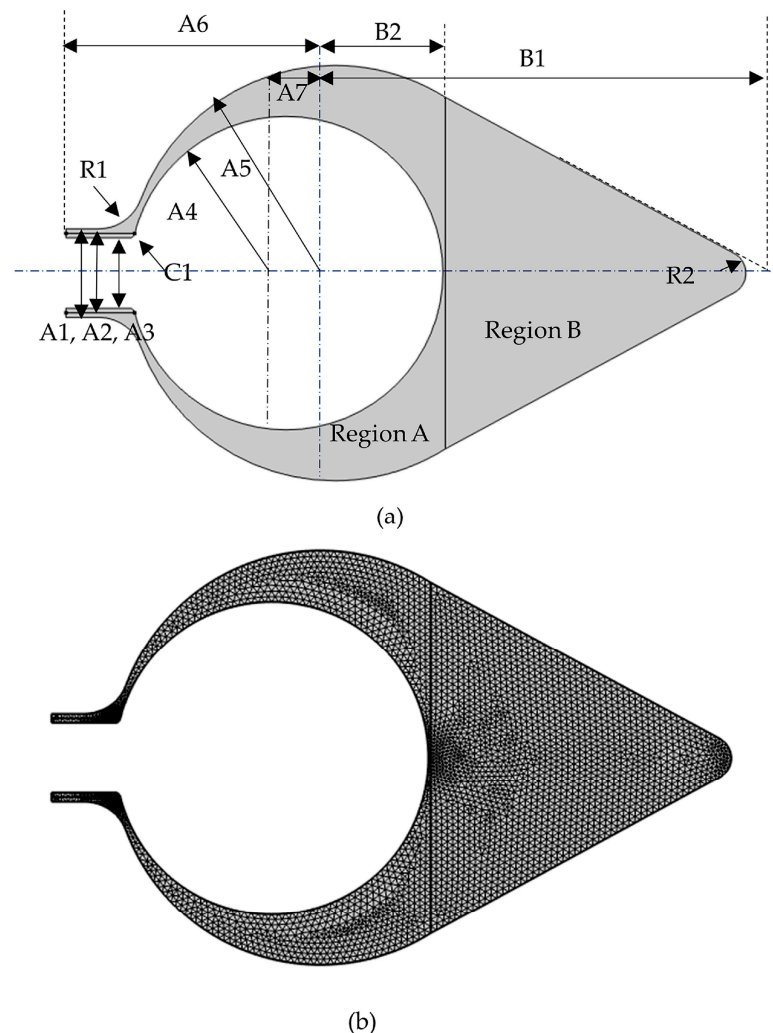 A6
B2
B1
A7
A5
R1
A4
C1
R2
A1, A2, A3
Region B
Region A
(a)
(b)